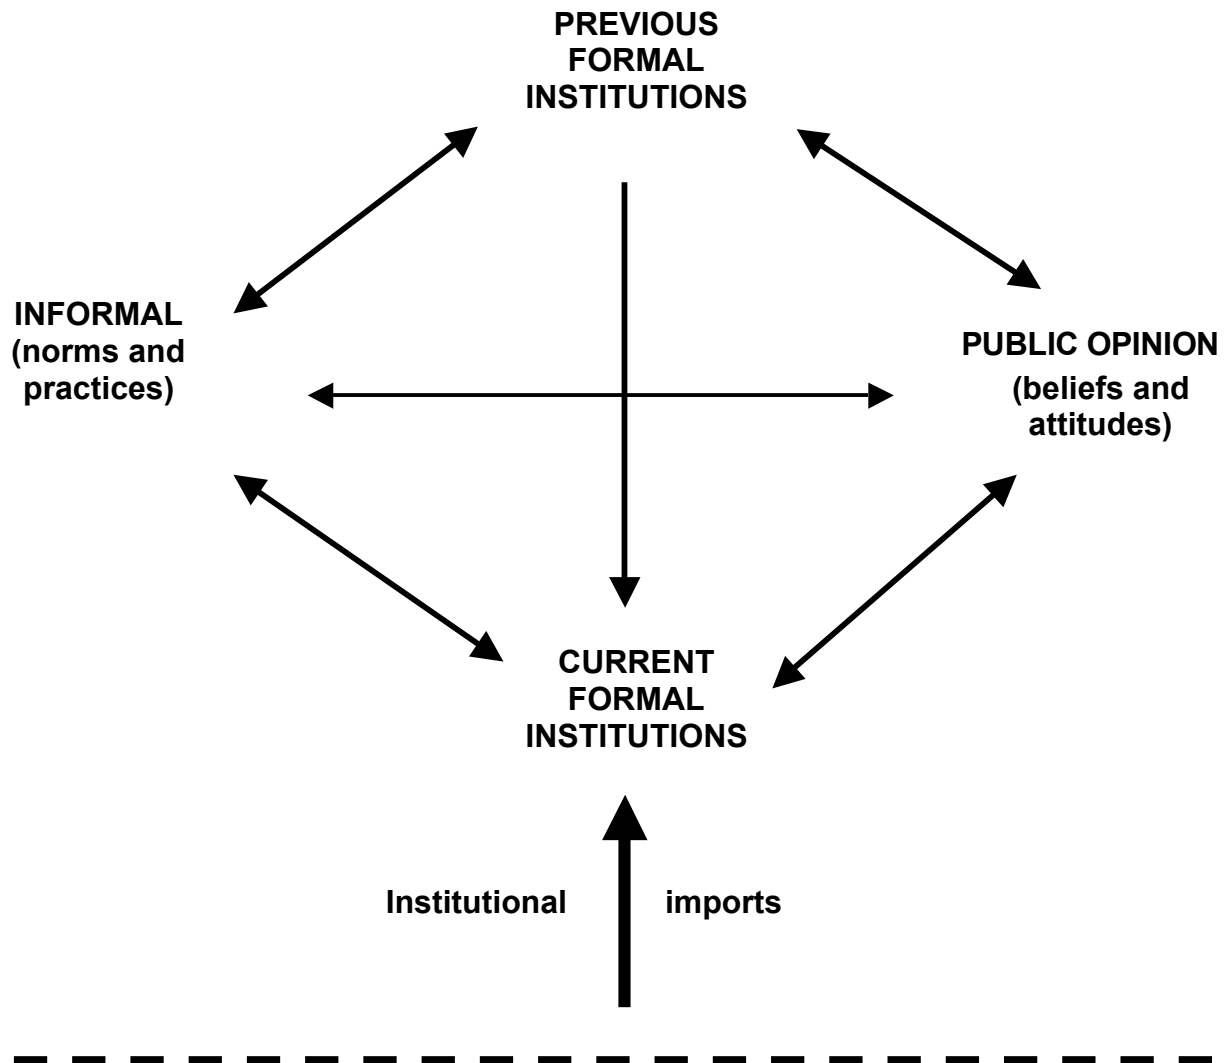 PREVIOUS
FORMAL
INSTITUTIONS
INFORMAL
(norms and
practices)
PUBLIC OPINION
(beliefs and
attitudes)
CURRENT
FORMAL
INSTITUTIONS
Institutional imports